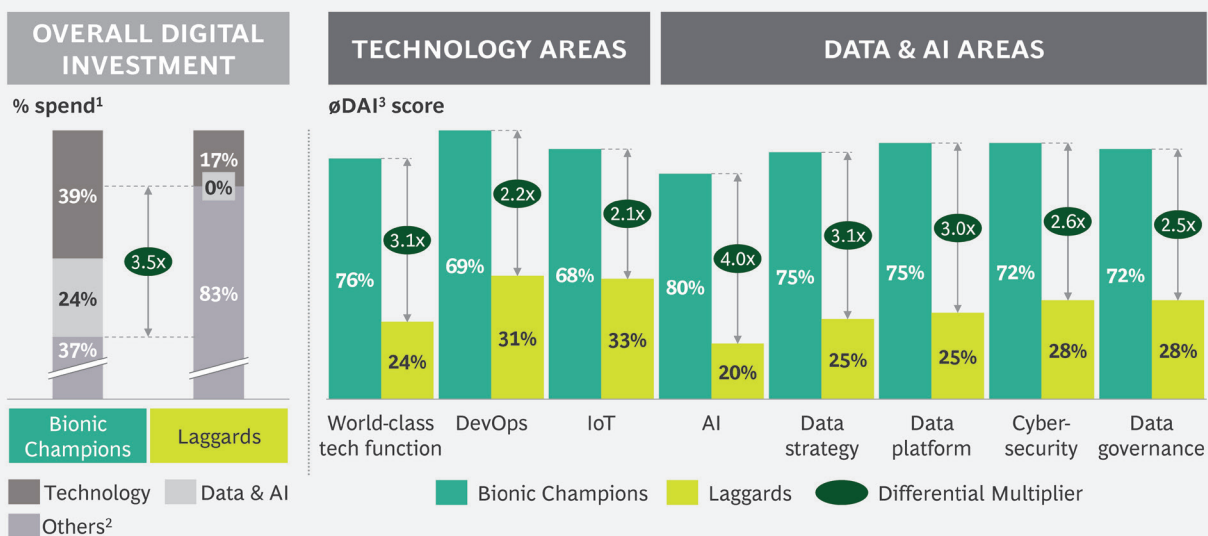 OVERALL DIGITAL
INVESTMENT
TECHNOLOGY AREAS
DATA & AI AREAS
% spend1
39%
24%
37%
3.5x
17%
0%
83%
Bionic
Champions
Laggards
Technology
Data & AI
Others2
øDAI3 score
76%
3.1x
24%
World-class
tech function
69%
2.2x
31%
DevOps
68%
2.1x
33%
IoT
80%
4.0x
20%
AI
75%
3.1x
25%
Data
strategy
75%
3.0x
25%
Data
platform
72%
2.6x
28%
Cyber-
security
72%
2.5x
28%
Data
governance
Bionic Champions
Laggards
Differential Multiplier